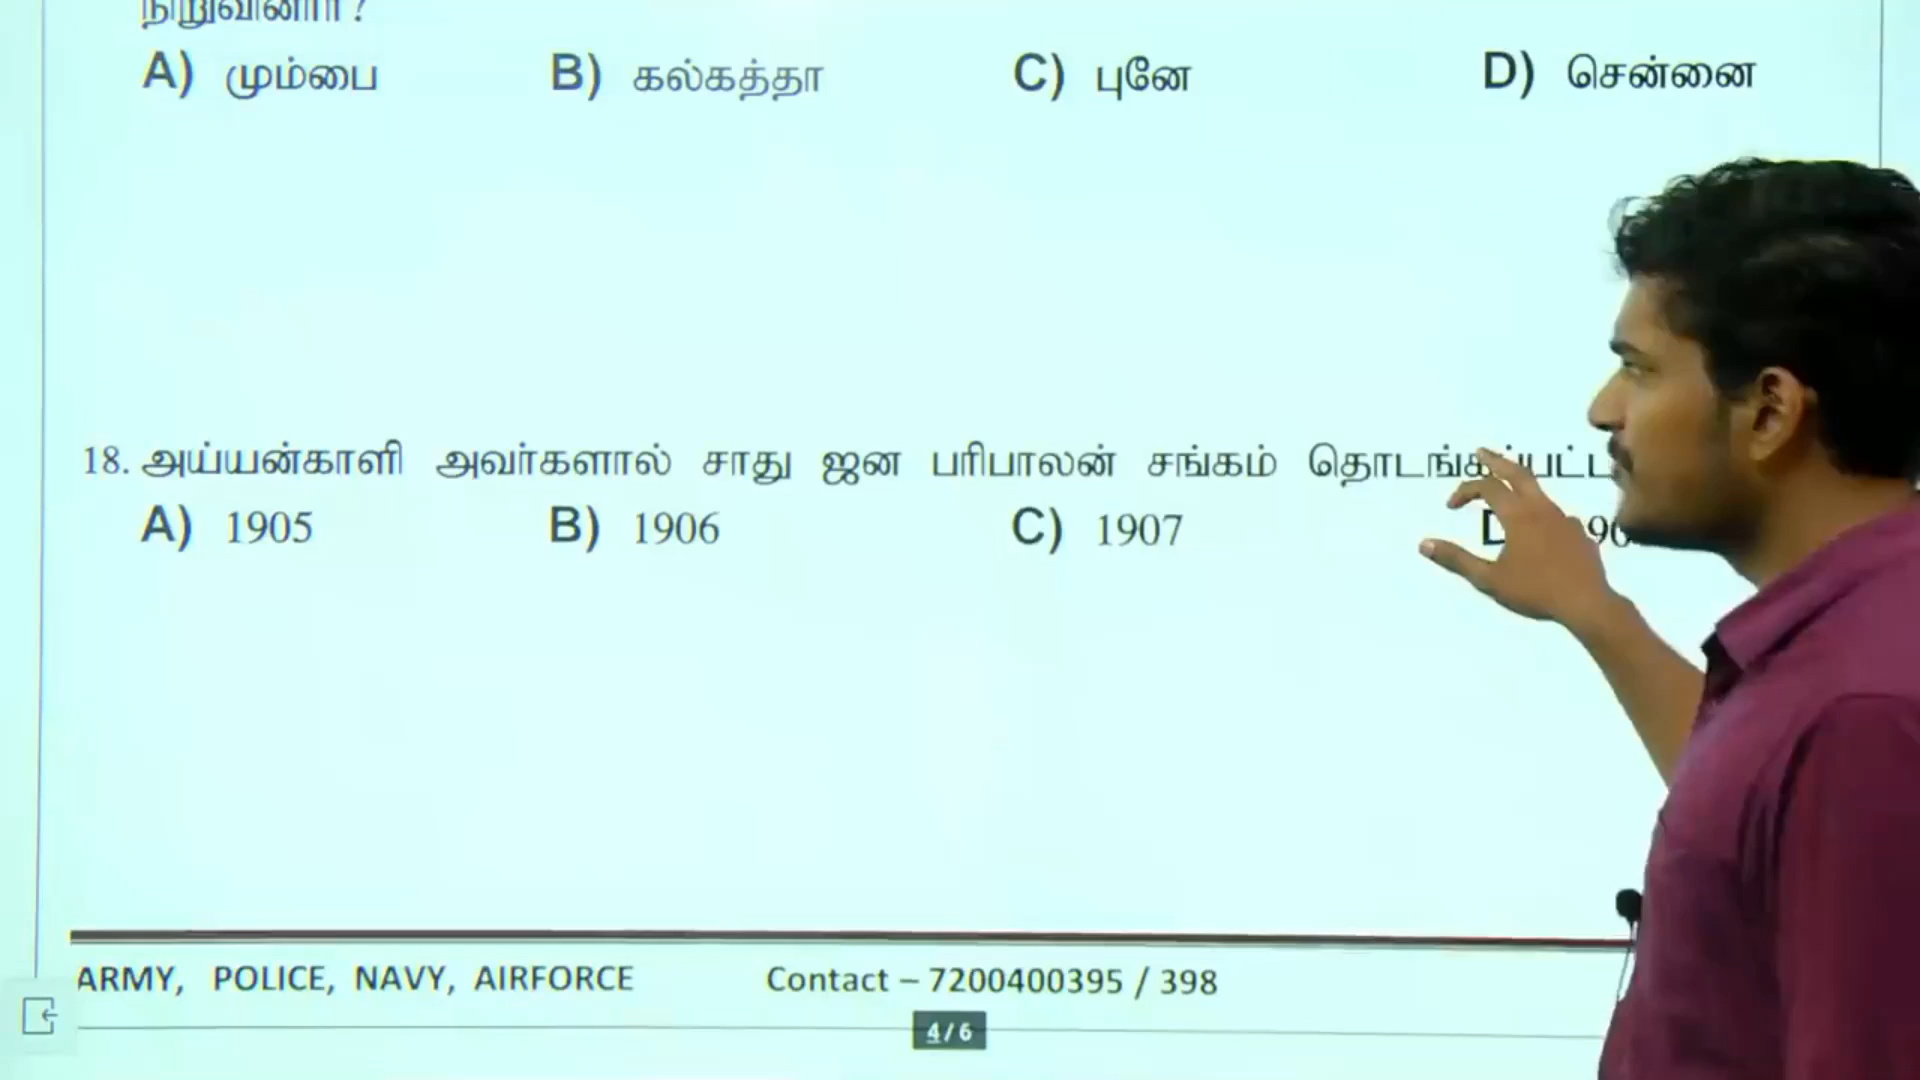 நிறுவினார்?
A) மும்பை B) கல்கத்தா C) புனே D) சென்னை
18. அய்யன்காளி அவர்களால் சாது ஜன பரிபாலன் சங்கம்
A) 1905 B) 1906 C) 1907
ARMY, POLICE, NAVY, AIRFORCE Contact – 7200400395 / 398
4/6